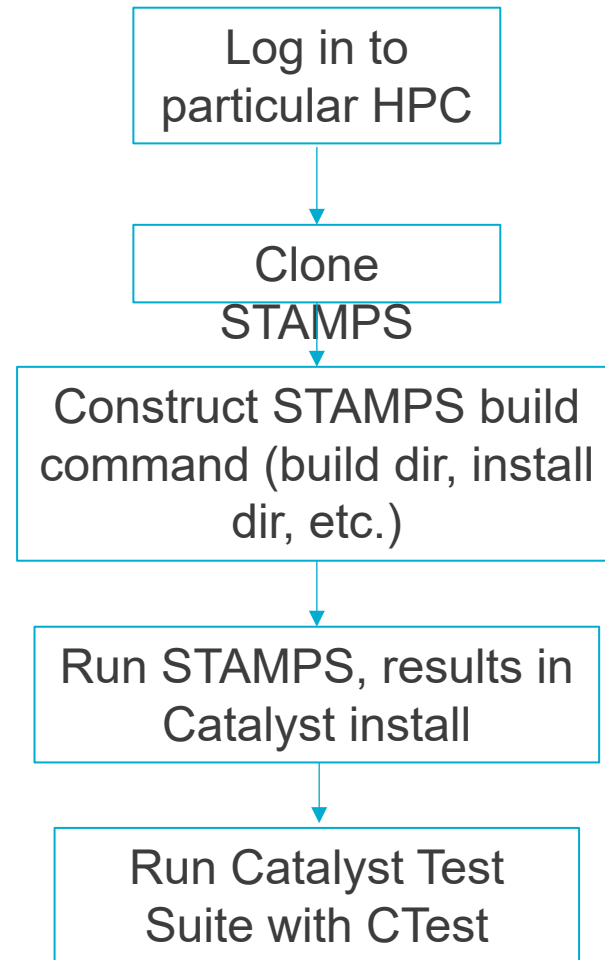 Log in to
particular HPC
Clone
STAMPS
Construct STAMPS build
command (build dir, install
dir, etc.)
Run STAMPS, results in
Catalyst install
Run Catalyst Test
Suite with CTest